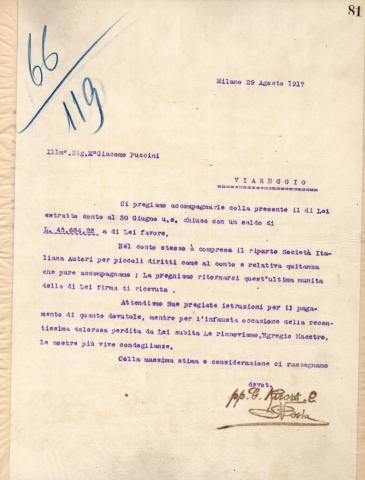 81
66
119
Milano 29 Agosto 1917
Illmº.Sig.MºGiacomo Puccini
VIAREGGIO
Ci pregiamo accompagnarle colla presente il di Lei
estratto conto al 30 Giugno u.s, chiuso con un saldo di
a di Lei favore.
Nel conto stesso è compresa il riparto Società Ita-
liana Autori per piccoli diritti come al conto e relativa quitanza
che pure accompagnamo ; La preghiamo ritornarci quest'ultima munita
della di Lei firma di ricevuta .
Attendiamo Sue pregiate istruzioni per il paga-
mento di quanto dovutole, mentre per l'infausta occasione della recen-
tissima dolorosa perdita da Lei subita Le rinnoviamo,Egregio Maestro,
le nostre più vive condoglianze.
Colla massima stima e considerazione ci rassegnamo
devot.
pp. G. Ricordi & C.